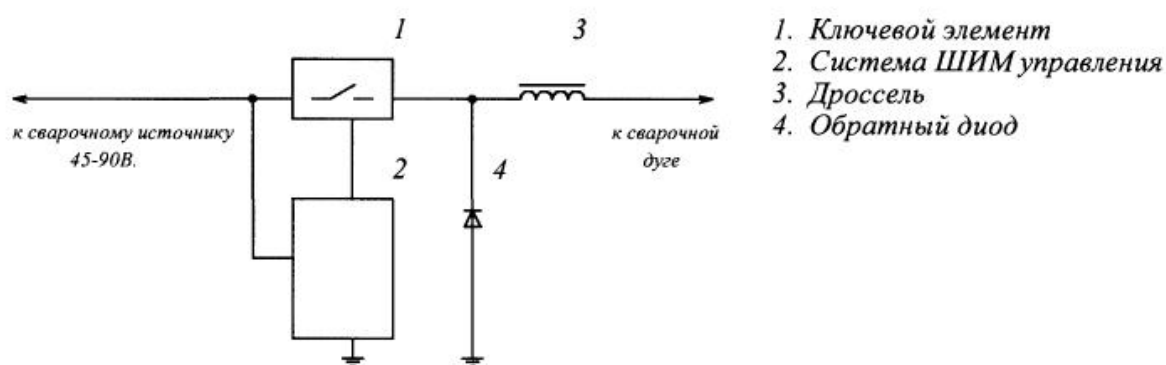 1
3
1. Ключевой элемент
2. Система ШИМ управления
3. Дроссель
4. Обратный диод
к сварочному источнику
45-90В.
к сварочной
дуге
2
4